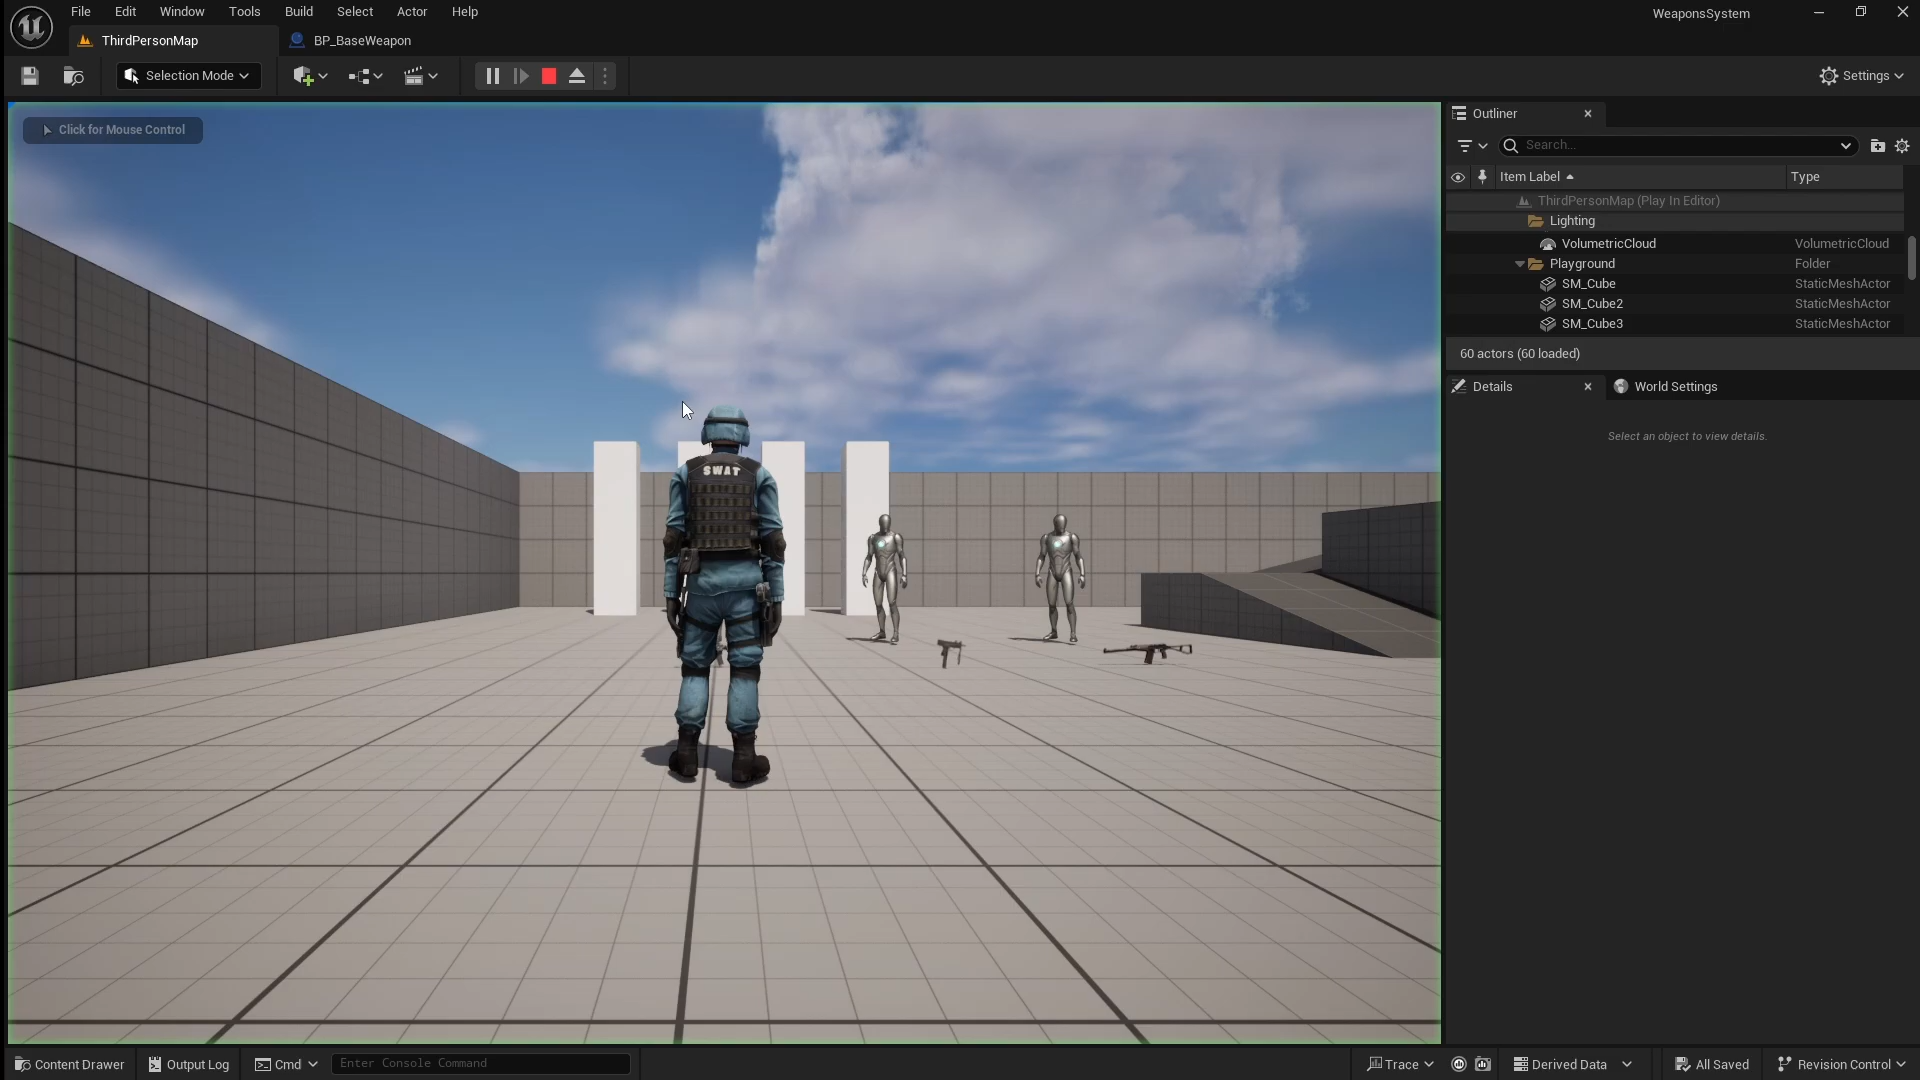 File Edit Window Tools Build Select Actor Help
WeaponsSystem
ThirdPersonMap
BP_BaseWeapon
Selection Mode
Settings
Click for Mouse Control
Outliner
Search...
Item Label
Type
ThirdPersonMap (Play In Editor)
Lighting
VolumetricCloud VolumetricCloud
Playground Folder
SM_Cube StaticMeshActor
SM_Cube2 StaticMeshActor
SM_Cube3 StaticMeshActor
60 actors (60 loaded)
Details
World Settings
Select an object to view details.
SWAT
Content Drawer
Output Log
Cmd
Enter Console Command
Trace
Derived Data
All Saved
Revision Control